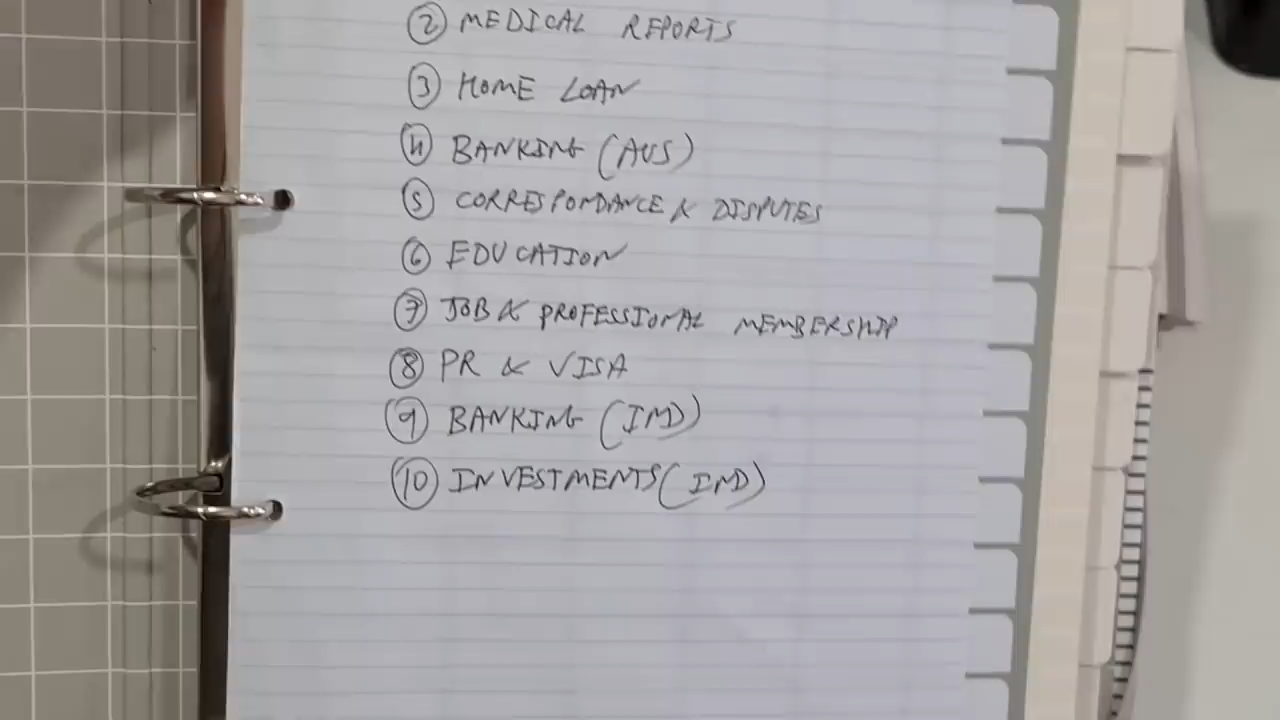 ② MEDICAL REPORTS
③ HOME LOAN
④ BANKING (AUS)
⑤ CORRESPONDANCE & DISPUTES
⑥ EDUCATION
⑦ JOB & PROFESSIONAL MEMBERSHIP
⑧ PR & VISA
⑨ BANKING (IND)
⑩ INVESTMENTS (IND)